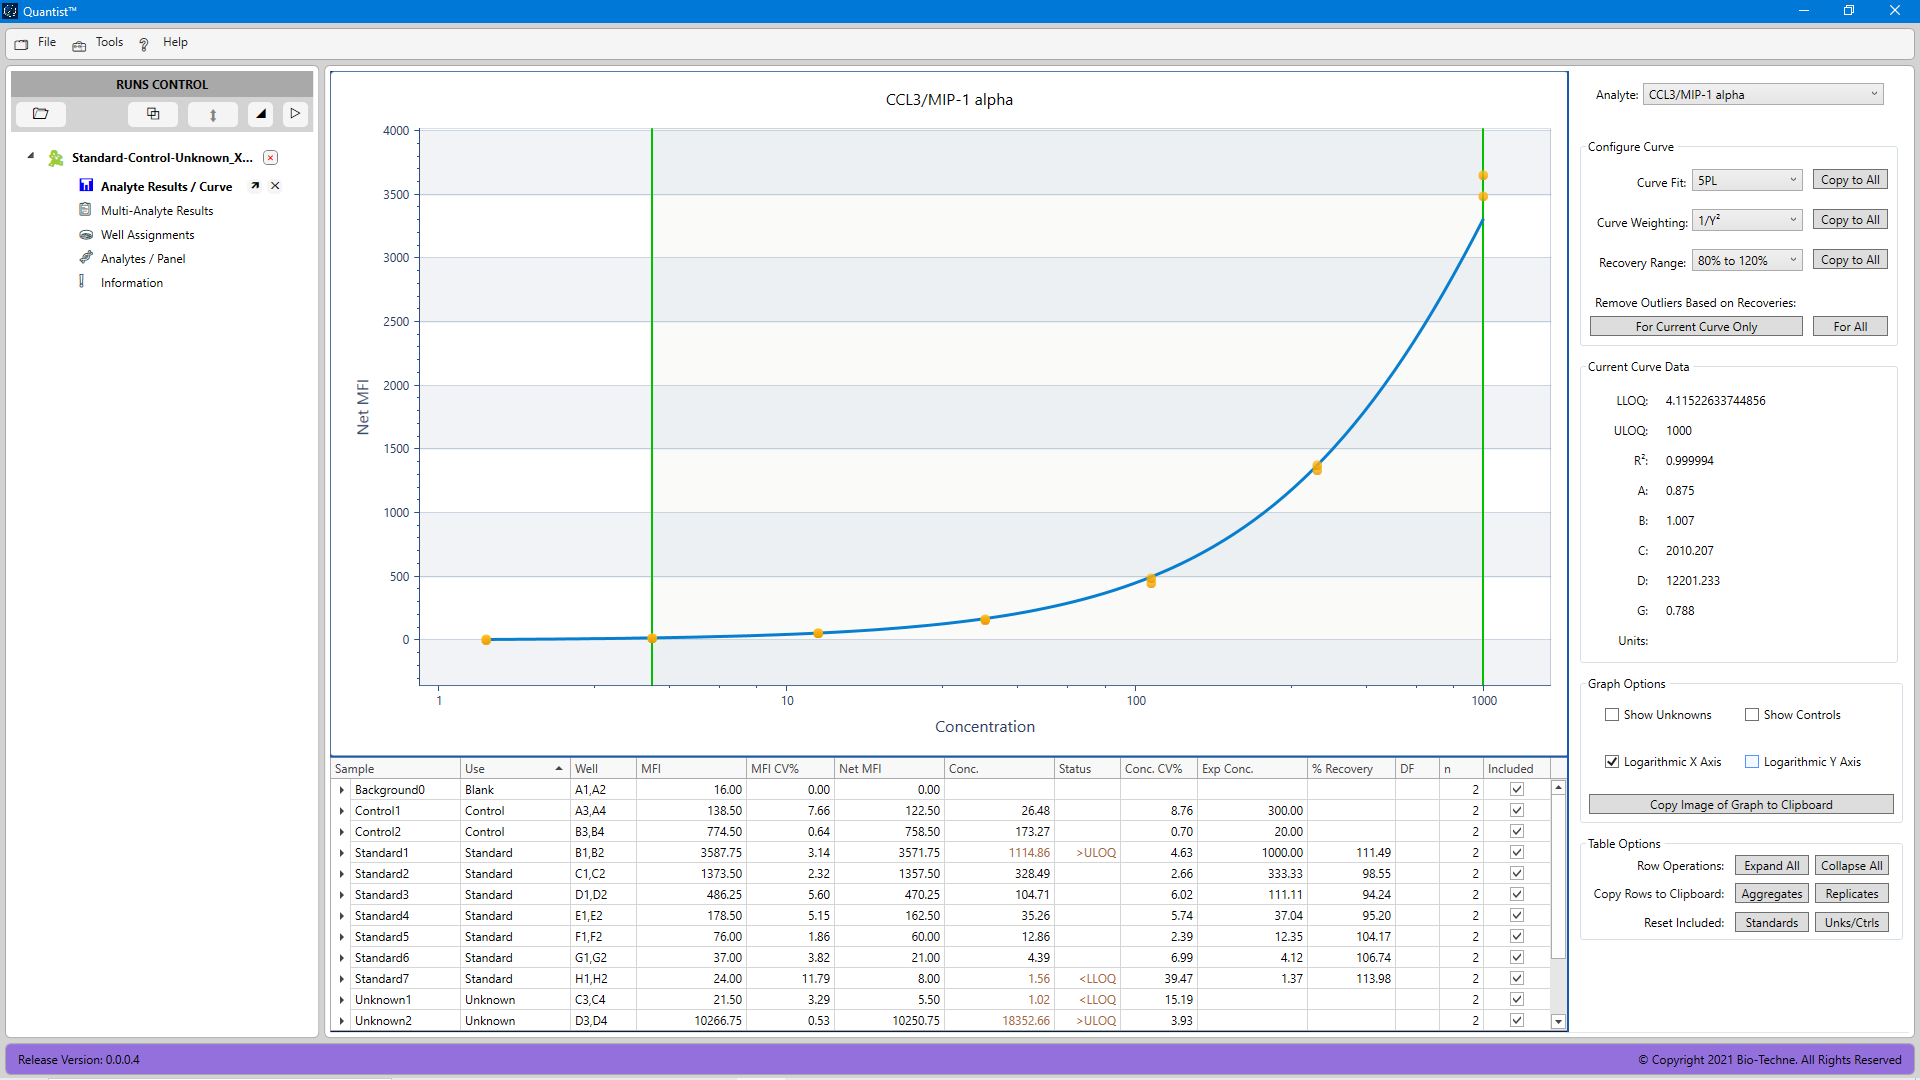 Quantist™
File Tools Help
RUNS CONTROL
Standard-Control-Unknown_X...
Analyte Results / Curve
Multi-Analyte Results
Well Assignments
Analytes / Panel
Information
CCL3/MIP-1 alpha
4000
3500
3000
2500
2000
1500
1000
500
0
Net MFI
1 10 100 1000
Concentration
Sample Use Well MFI MFI CV% Net MFI Conc. Status Conc. CV% Exp Conc. % Recovery DF n Included
Background0 Blank A1,A2 16.00 0.00 0.00 2
Control1 Control A3,A4 138.50 7.66 122.50 26.48 8.76 300.00 2
Control2 Control B3,B4 774.50 0.64 758.50 173.27 0.70 20.00 2
Standard1 Standard B1,B2 3587.75 3.14 3571.75 1114.86 >ULOQ 4.63 1000.00 111.49 2
Standard2 Standard C1,C2 1373.50 2.32 1357.50 328.49 2.66 333.33 98.55 2
Standard3 Standard D1,D2 486.25 5.60 470.25 104.71 6.02 111.11 94.24 2
Standard4 Standard E1,E2 178.50 5.15 162.50 35.26 5.74 37.04 95.20 2
Standard5 Standard F1,F2 76.00 1.86 60.00 12.86 2.39 12.35 104.17 2
Standard6 Standard G1,G2 37.00 3.82 21.00 4.39 6.99 4.12 106.74 2
Standard7 Standard H1,H2 24.00 11.79 8.00 1.56 <LLOQ 39.47 1.37 113.98 2
Unknown1 Unknown C3,C4 21.50 3.29 5.50 1.02 <LLOQ 15.19 2
Unknown2 Unknown D3,D4 10266.75 0.53 10250.75 18352.66 >ULOQ 3.93 2
Analyte: CCL3/MIP-1 alpha
Configure Curve
Curve Fit: 5PL Copy to All
Curve Weighting: 1/Y² Copy to All
Recovery Range: 80% to 120% Copy to All
Remove Outliers Based on Recoveries:
For Current Curve Only For All
Current Curve Data
LLOQ: 4.11522633744856
ULOQ: 1000
R²: 0.999994
A: 0.875
B: 1.007
C: 2010.207
D: 12201.233
G: 0.788
Units:
Graph Options
Show Unknowns Show Controls
Logarithmic X Axis Logarithmic Y Axis
Copy Image of Graph to Clipboard
Table Options
Row Operations: Expand All Collapse All
Copy Rows to Clipboard: Aggregates Replicates
Reset Included: Standards Unks/Ctrls
Release Version: 0.0.0.4
© Copyright 2021 Bio-Techne. All Rights Reserved